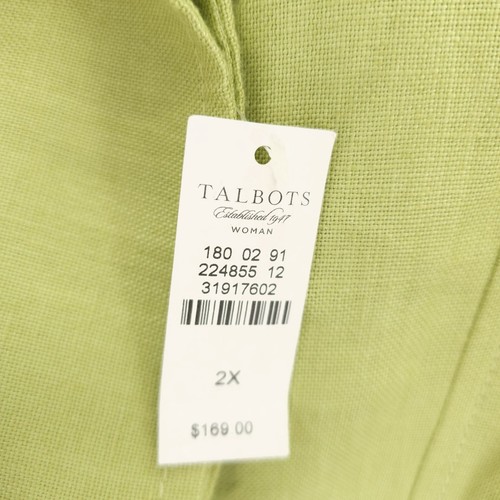 TALBOTS
Established 1947
WOMAN
180 02 91
224855 12
31917602
2X
$169.00